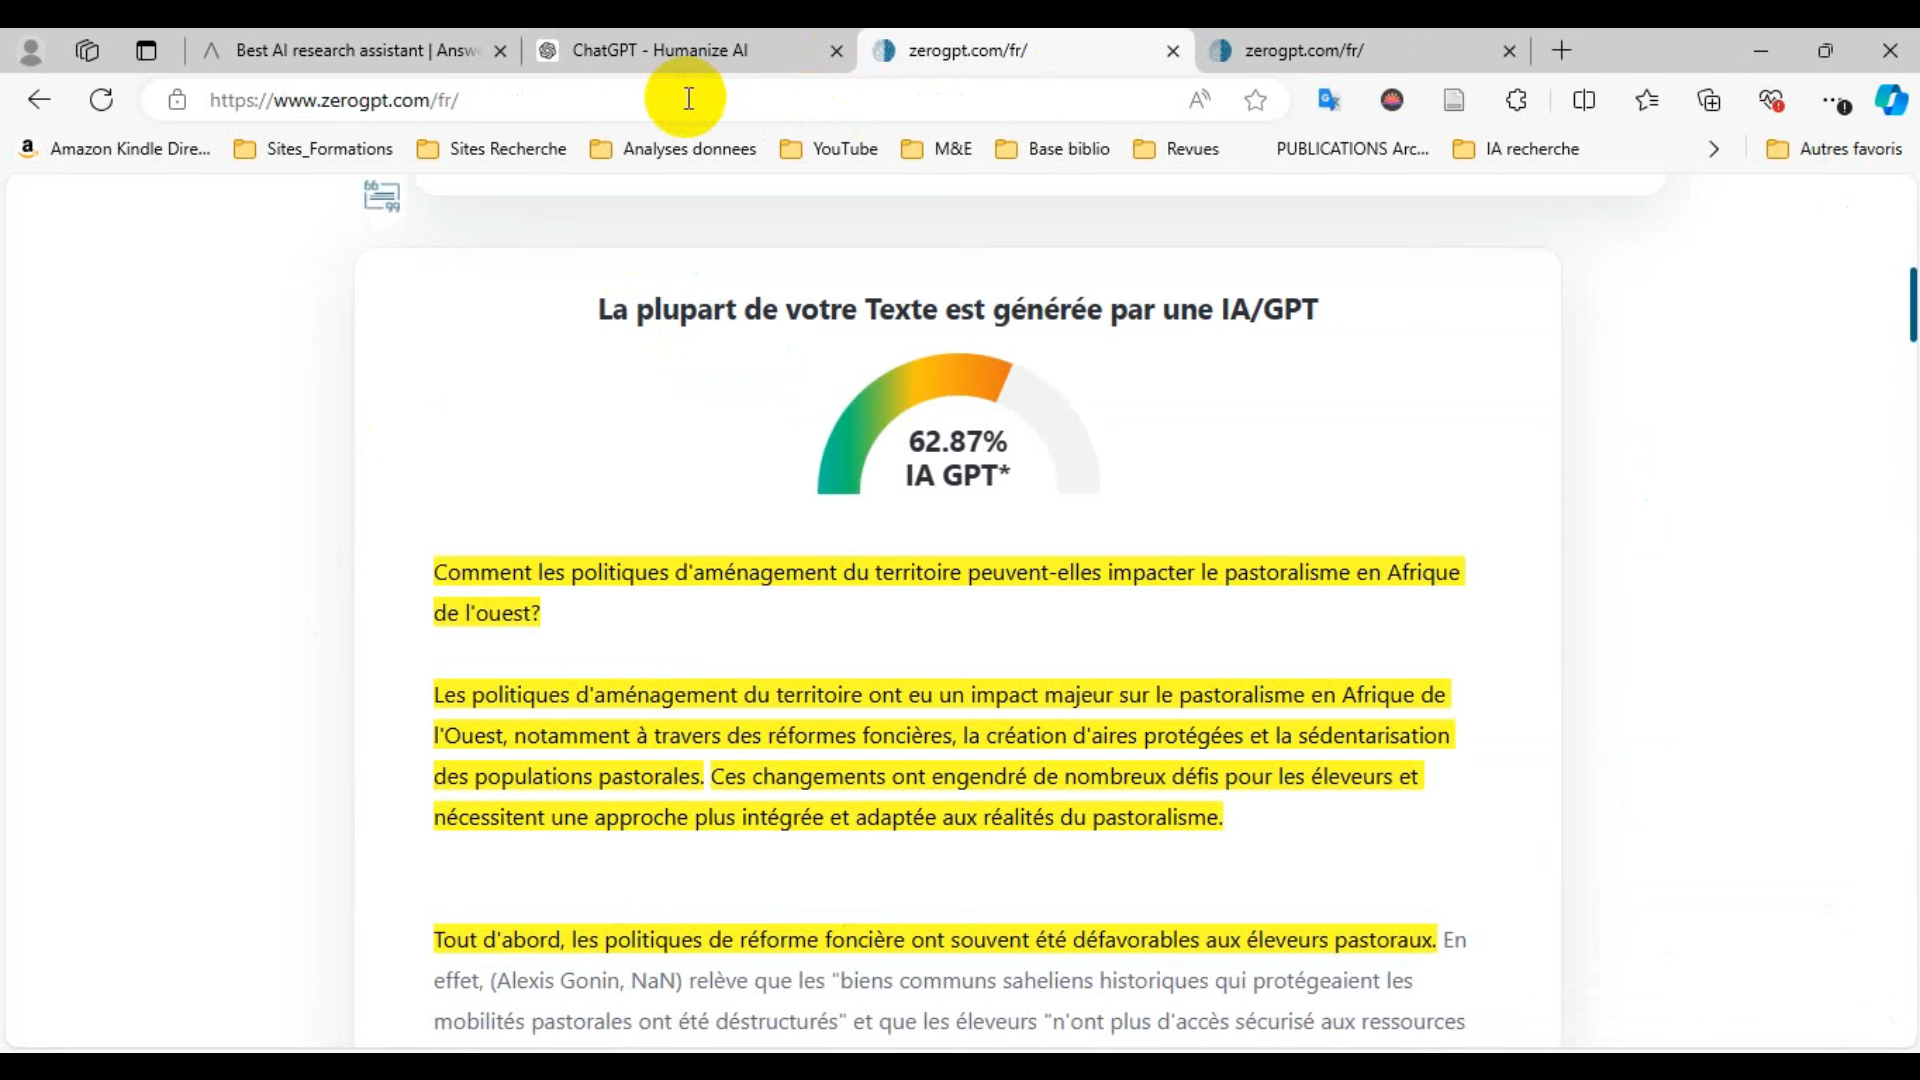 Best AI research assistant | Answe
ChatGPT - Humanize AI
zerogpt.com/fr/
zerogpt.com/fr/
https://www.zerogpt.com/fr/
a Amazon Kindle Dire...
Sites_Formations
Sites Recherche
Analyses donnees
YouTube
M&E
Base biblio
Revues
PUBLICATIONS Arc...
IA recherche
Autres favoris
La plupart de votre Texte est générée par une IA/GPT
62.87%
IA GPT*
Comment les politiques d'aménagement du territoire peuvent-elles impacter le pastoralisme en Afrique
de l'ouest?
Les politiques d'aménagement du territoire ont eu un impact majeur sur le pastoralisme en Afrique de
l'Ouest, notamment à travers des réformes foncières, la création d'aires protégées et la sédentarisation
des populations pastorales. Ces changements ont engendré de nombreux défis pour les éleveurs et
nécessitent une approche plus intégrée et adaptée aux réalités du pastoralisme.
Tout d'abord, les politiques de réforme foncière ont souvent été défavorables aux éleveurs pastoraux. En
effet, (Alexis Gonin, NaN) relève que les "biens communs saheliens historiques qui protégeaient les
mobilités pastorales ont été déstructurés" et que les éleveurs "n'ont plus d'accès sécurisé aux ressources